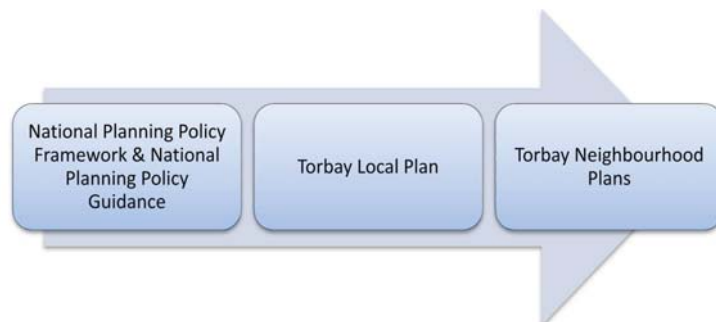 National Planning Policy
Framework & National
Planning Policy
Guidance
Torbay Local Plan
Torbay Neighbourhood
Plans